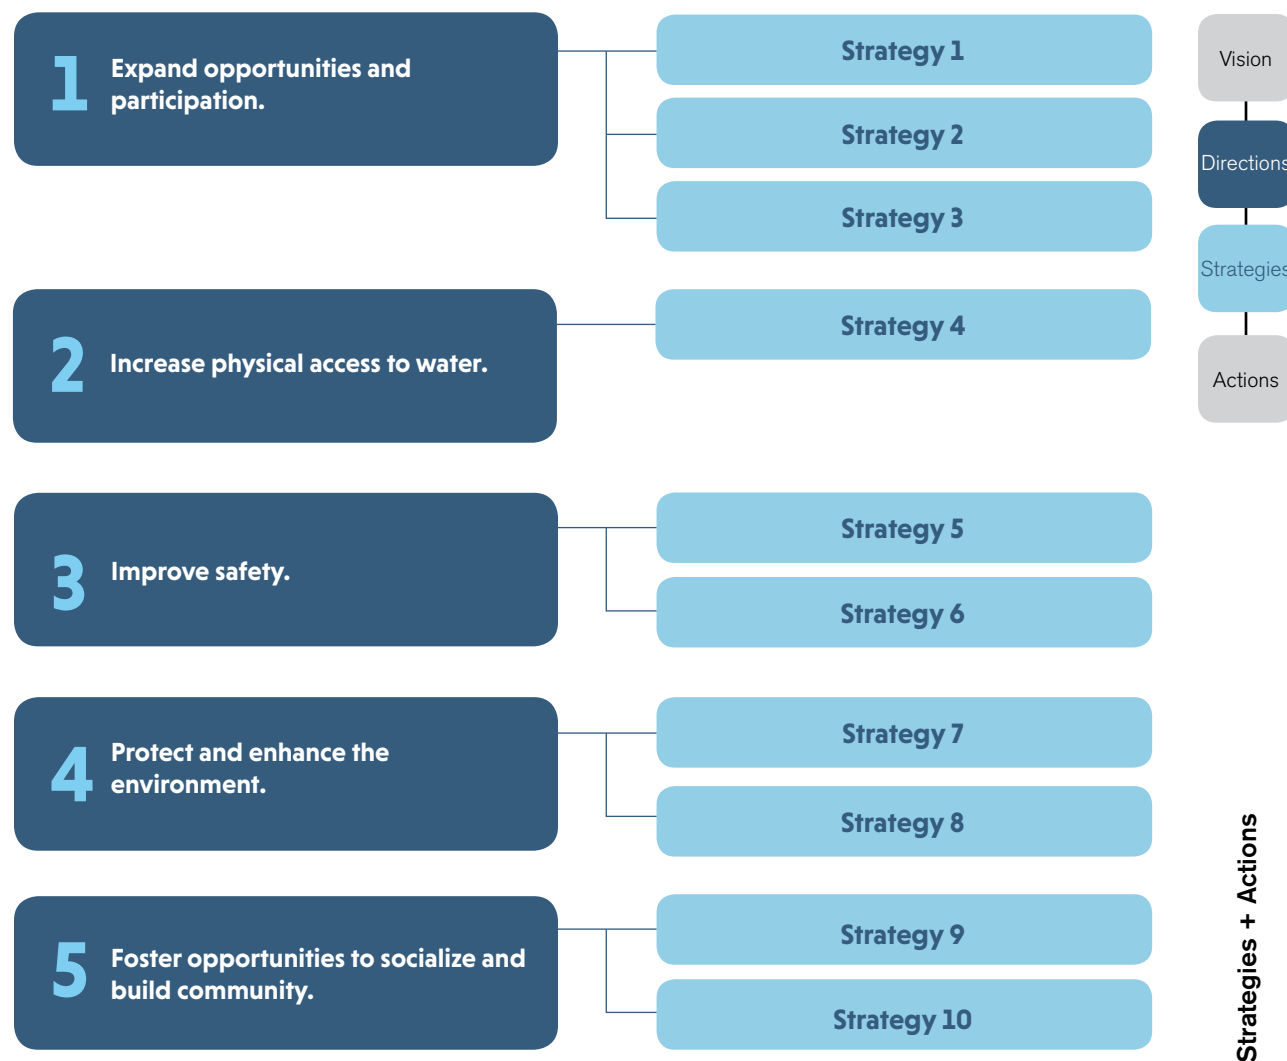 1
Expand opportunities and
participation.
Strategy 1
Strategy 2
Strategy 3
2
Increase physical access to water.
Strategy 4
3
Improve safety.
Strategy 5
Strategy 6
4
Protect and enhance the
environment.
Strategy 7
Strategy 8
5
Foster opportunities to socialize and
build community.
Strategy 9
Strategy 10
Vision
Directions
Strategies
Actions
Strategies + Actions